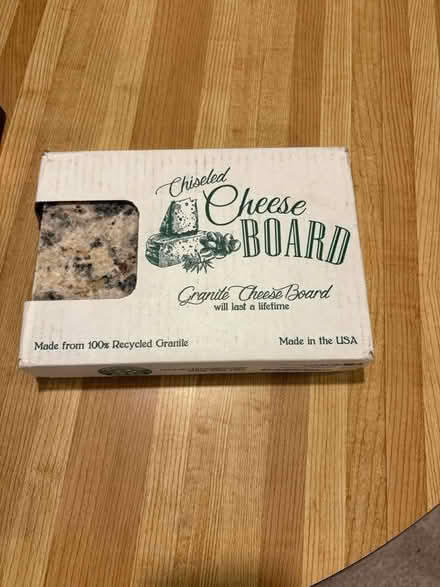 Chiseled
Cheese
BOARD
Granite Cheese Board
will last a lifetime
Made from 100% Recycled Granite
Made in the USA